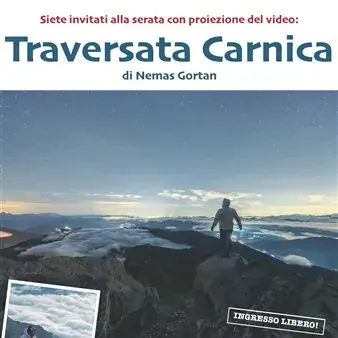 Siete invitati alla serata con proiezione del video:
Traversata Carnica
di Nemas Gortan
INGRESSO LIBERO!